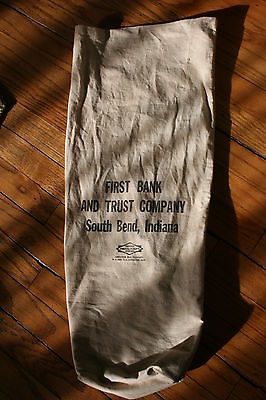 FIRST BANK
AND TRUST COMPANY
South Bend, Indiana